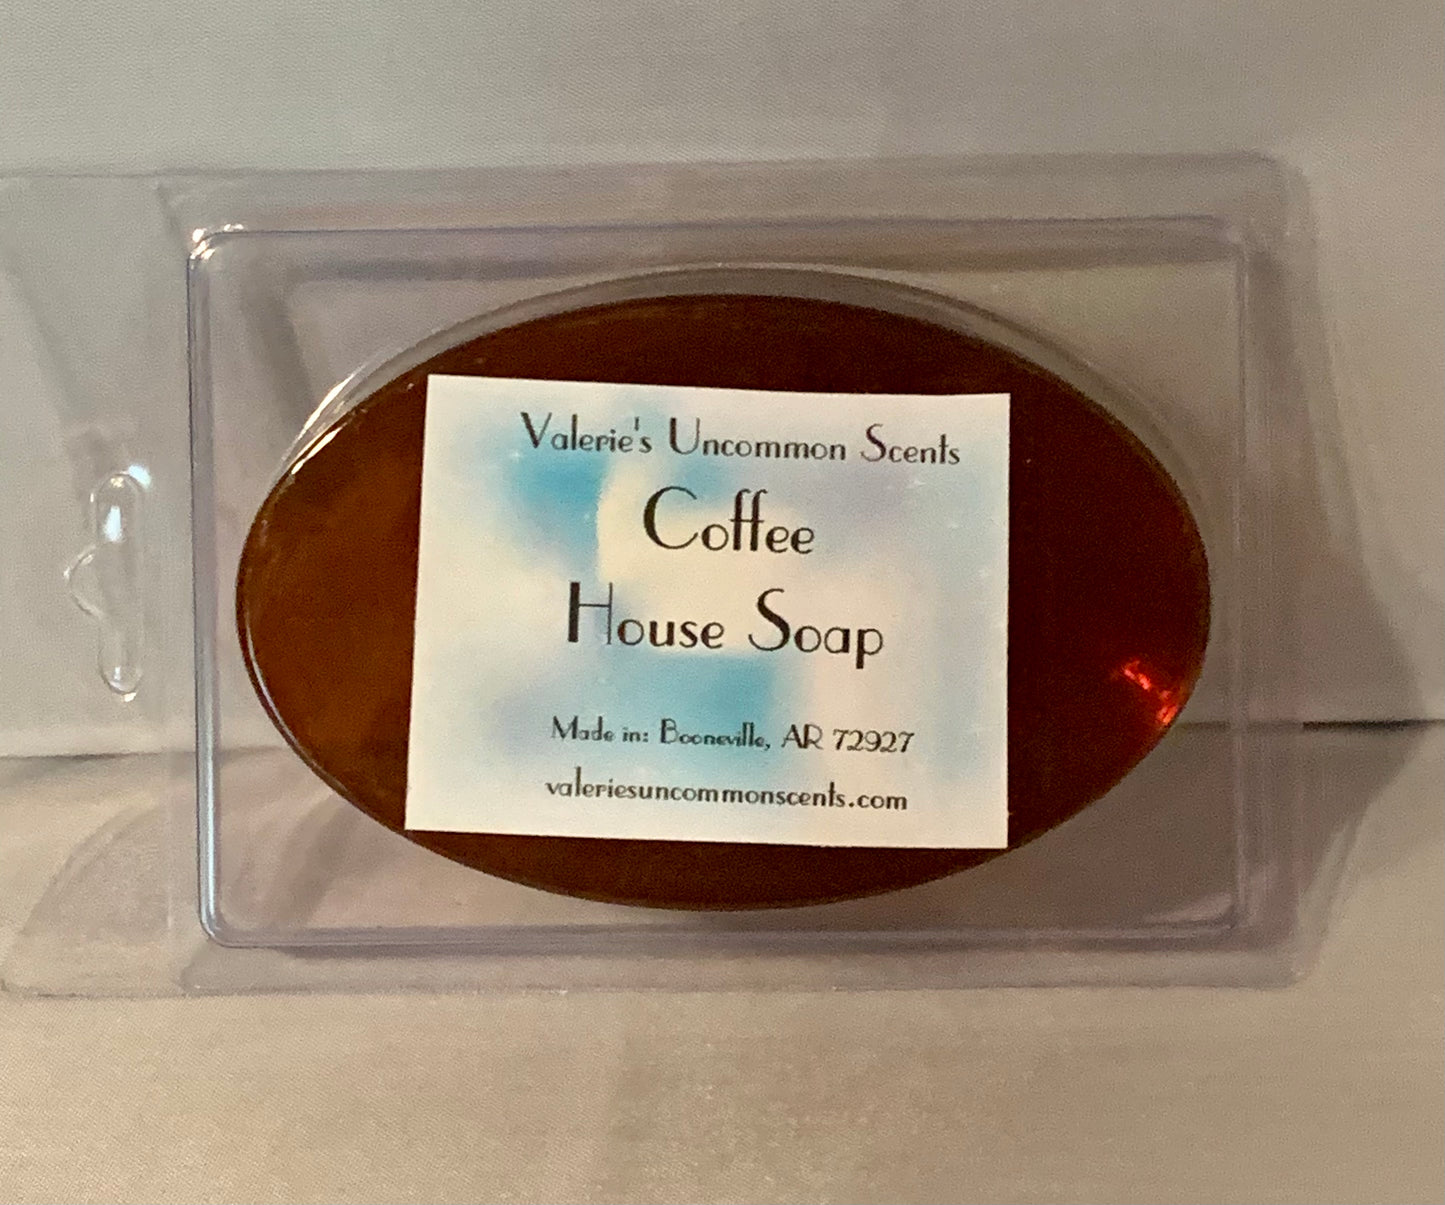 Valerie's Uncommon Scents
Coffee
House Soap
Made in: Booneville, AR 72927
valeriesuncommonscents.com